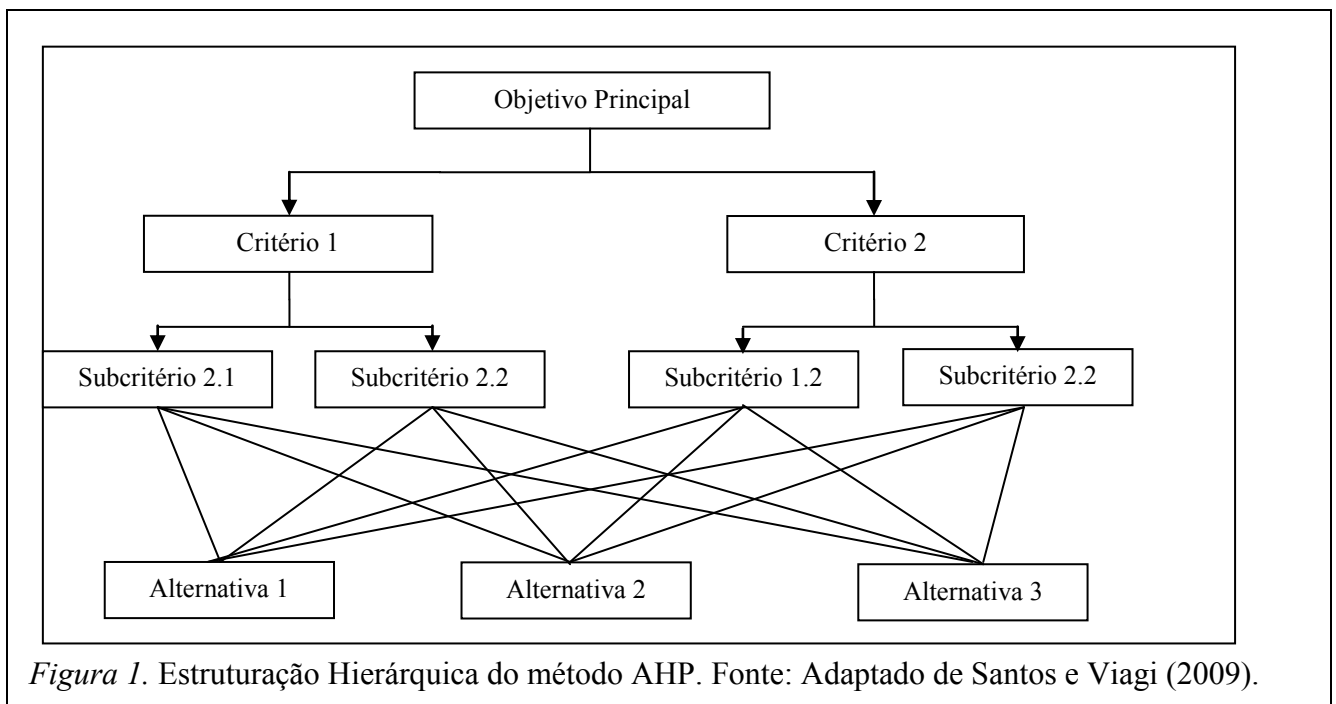 Objetivo Principal
Critério 1
Critério 2
Subcritério 2.1
Subcritério 2.2
Subcritério 1.2
Subcritério 2.2
Alternativa 1
Alternativa 2
Alternativa 3
Figura 1. Estruturação Hierárquica do método AHP. Fonte: Adaptado de Santos e Viagi (2009).